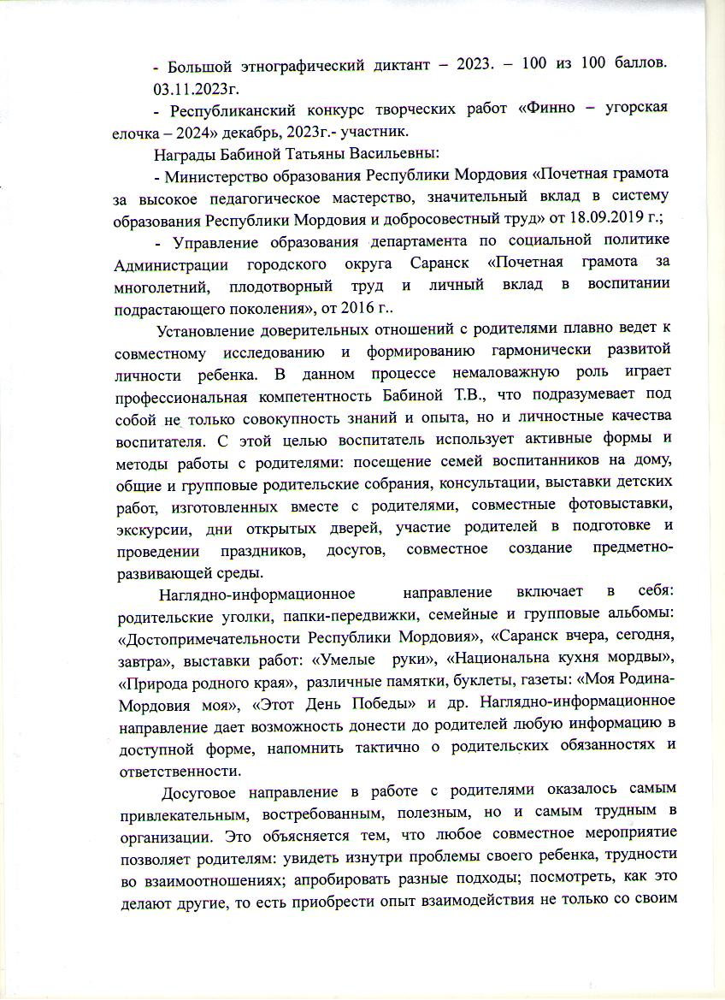 - Большой этнографический диктант – 2023. – 100 из 100 баллов.
03.11.2023г.
- Республиканский конкурс творческих работ «Финно – угорская
елочка – 2024» декабрь, 2023г.- участник.
Награды Бабиной Татьяны Васильевны:
- Министерство образования Республики Мордовия «Почетная грамота
за высокое педагогическое мастерство, значительный вклад в систему
образования Республики Мордовия и добросовестный труд» от 18.09.2019 г.;
- Управление образования департамента по социальной политике
Администрации городского округа Саранск «Почетная грамота за
многолетний, плодотворный труд и личный вклад в воспитании
подрастающего поколения», от 2016 г..
Установление доверительных отношений с родителями плавно ведет к
совместному исследованию и формированию гармонически развитой
личности ребенка. В данном процессе немаловажную роль играет
профессиональная компетентность Бабиной Т.В., что подразумевает под
собой не только совокупность знаний и опыта, но и личностные качества
воспитателя. С этой целью воспитатель использует активные формы и
методы работы с родителями: посещение семей воспитанников на дому,
общие и групповые родительские собрания, консультации, выставки детских
работ, изготовленных вместе с родителями, совместные фотовыставки,
экскурсии, дни открытых дверей, участие родителей в подготовке и
проведении праздников, досугов, совместное создание предметно-
развивающей среды.
Наглядно-информационное направление включает в себя:
родительские уголки, папки-передвижки, семейные и групповые альбомы:
«Достопримечательности Республики Мордовия», «Саранск вчера, сегодня,
завтра», выставки работ: «Умелые руки», «Национальна кухня мордвы»,
«Природа родного края», различные памятки, буклеты, газеты: «Моя Родина-
Мордовия моя», «Этот День Победы» и др. Наглядно-информационное
направление дает возможность донести до родителей любую информацию в
доступной форме, напомнить тактично о родительских обязанностях и
ответственности.
Досуговое направление в работе с родителями оказалось самым
привлекательным, востребованным, полезным, но и самым трудным в
организации. Это объясняется тем, что любое совместное мероприятие
позволяет родителям: увидеть изнутри проблемы своего ребенка, трудности
во взаимоотношениях; апробировать разные подходы; посмотреть, как это
делают другие, то есть приобрести опыт взаимодействия не только со своим